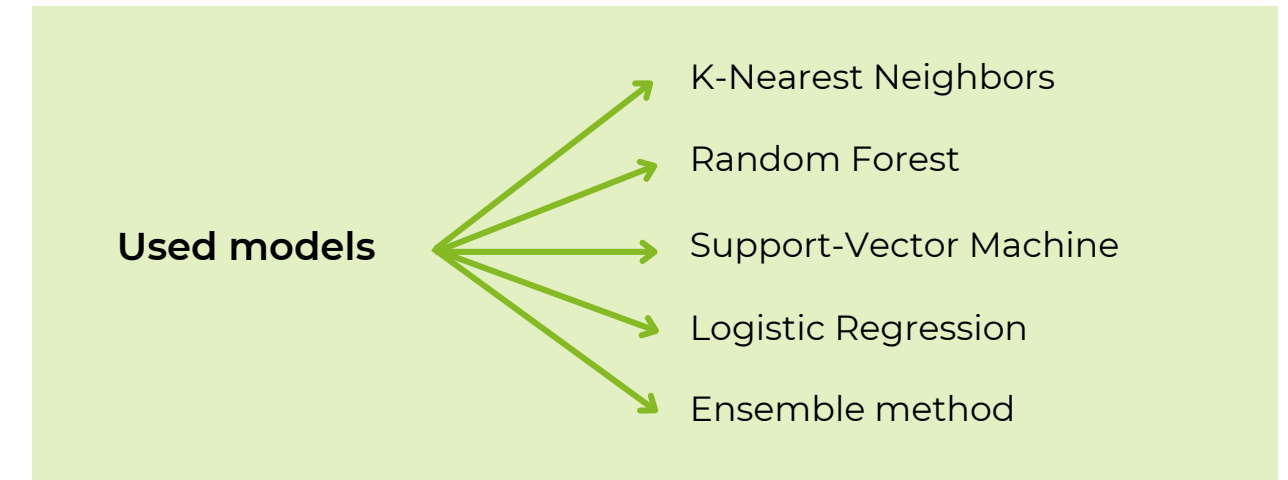 Used models
K-Nearest Neighbors
Random Forest
Support-Vector Machine
Logistic Regression
Ensemble method